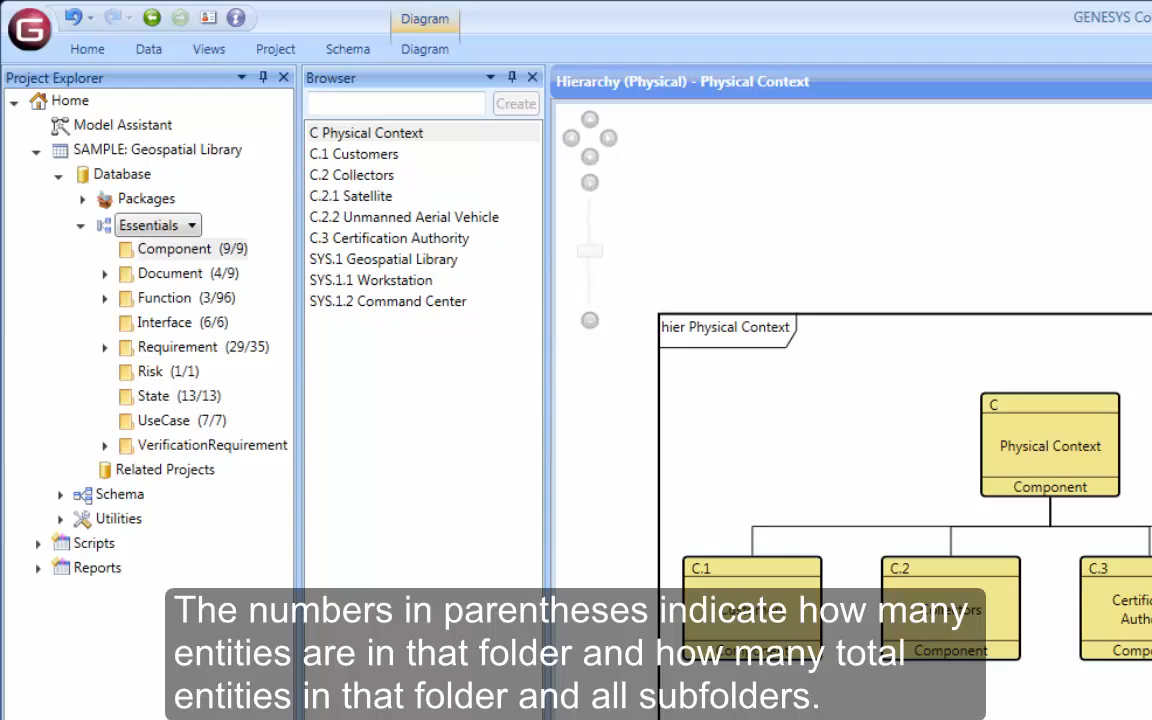 Diagram
GENESYS Co
Home Data Views Project Schema Diagram
Project Explorer
Home
Model Assistant
SAMPLE: Geospatial Library
Database
Packages
Essentials
Component (9/9)
Document (4/9)
Function (3/96)
Interface (6/6)
Requirement (29/35)
Risk (1/1)
State (13/13)
UseCase (7/7)
VerificationRequirement
Related Projects
Schema
Utilities
Scripts
Reports
Browser
Create
C Physical Context
C.1 Customers
C.2 Collectors
C.2.1 Satellite
C.2.2 Unmanned Aerial Vehicle
C.3 Certification Authority
SYS.1 Geospatial Library
SYS.1.1 Workstation
SYS.1.2 Command Center
Hierarchy (Physical) - Physical Context
hier Physical Context
C
Physical Context
Component
C.1
C.2
Component
C.3
Certific
Autho
Compo
The numbers in parentheses indicate how many
entities are in that folder and how many total
entities in that folder and all subfolders.